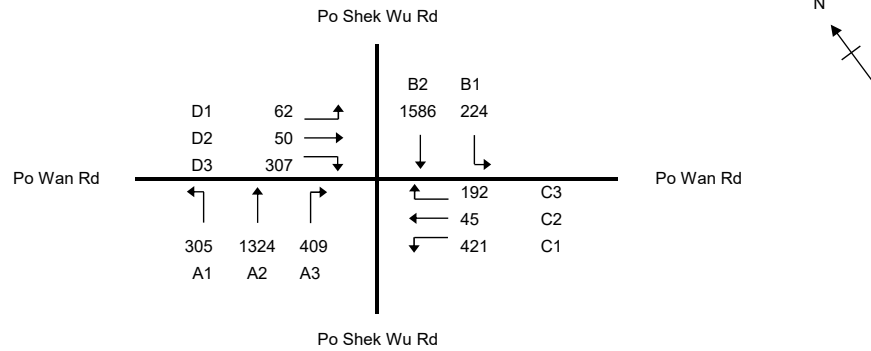 N
Po Shek Wu Rd
B2 B1
D1 62 1586 224
D2 50
D3 307
Po Wan Rd Po Wan Rd
192 C3
45 C2
305 1324 409 421 C1
A1 A2 A3
Po Shek Wu Rd